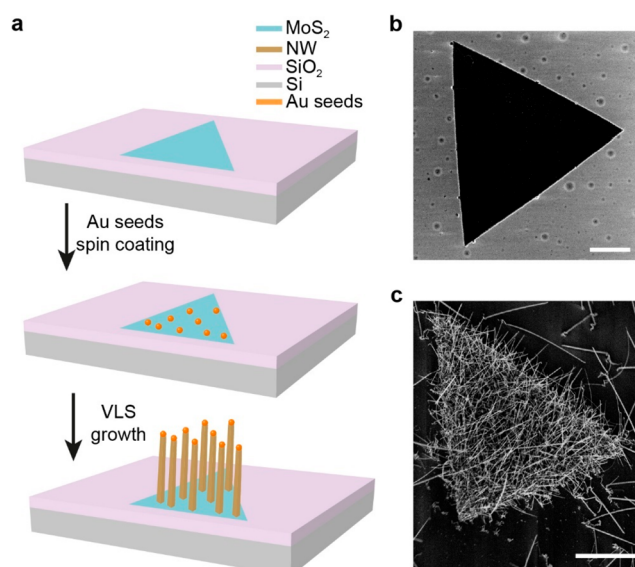 a
MoS2
NW
SiO2
Si
Au seeds
Au seeds
spin coating
VLS
growth
b
c